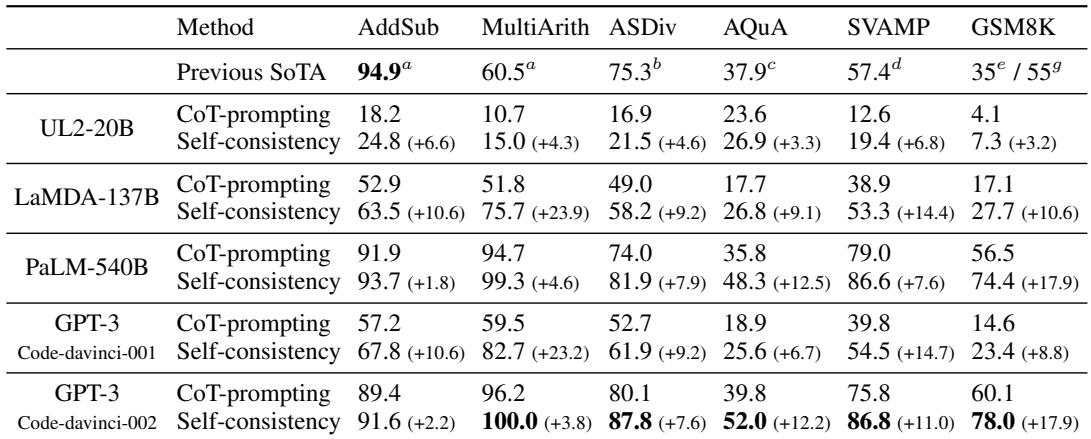 Method AddSub MultiArith ASDiv AQuA SVAMP GSM8K
Previous SoTA 94.9a 60.5a 75.3b 37.9c 57.4d 35e / 55g
UL2-20B
CoT-prompting 18.2 10.7 16.9 23.6 12.6 4.1
Self-consistency 24.8 (+6.6) 15.0 (+4.3) 21.5 (+4.6) 26.9 (+3.3) 19.4 (+6.8) 7.3 (+3.2)
LaMDA-137B
CoT-prompting 52.9 51.8 49.0 17.7 38.9 17.1
Self-consistency 63.5 (+10.6) 75.7 (+23.9) 58.2 (+9.2) 26.8 (+9.1) 53.3 (+14.4) 27.7 (+10.6)
PaLM-540B
CoT-prompting 91.9 94.7 74.0 35.8 79.0 56.5
Self-consistency 93.7 (+1.8) 99.3 (+4.6) 81.9 (+7.9) 48.3 (+12.5) 86.6 (+7.6) 74.4 (+17.9)
GPT-3 CoT-prompting 57.2 59.5 52.7 18.9 39.8 14.6
Code-davinci-001 Self-consistency 67.8 (+10.6) 82.7 (+23.2) 61.9 (+9.2) 25.6 (+6.7) 54.5 (+14.7) 23.4 (+8.8)
GPT-3 CoT-prompting 89.4 96.2 80.1 39.8 75.8 60.1
Code-davinci-002 Self-consistency 91.6 (+2.2) 100.0 (+3.8) 87.8 (+7.6) 52.0 (+12.2) 86.8 (+11.0) 78.0 (+17.9)